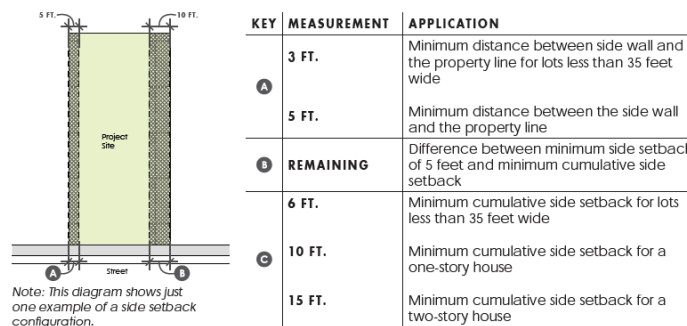 5 FT.
10 FT.
Project
Site
A
Street
B
Note: This diagram shows just
one example of a side setback
configuration.
KEY MEASUREMENT APPLICATION
A
3 FT.
Minimum distance between side wall and
the property line for lots less than 35 feet
wide
5 FT.
Minimum distance between the side wall
and the property line
B
REMAINING
Difference between minimum side setbac
of 5 feet and minimum cumulative side
setback
C
6 FT.
Minimum cumulative side setback for lots
less than 35 feet wide
10 FT.
Minimum cumulative side setback for a
one-story house
15 FT.
Minimum cumulative side setback for a
two-story house